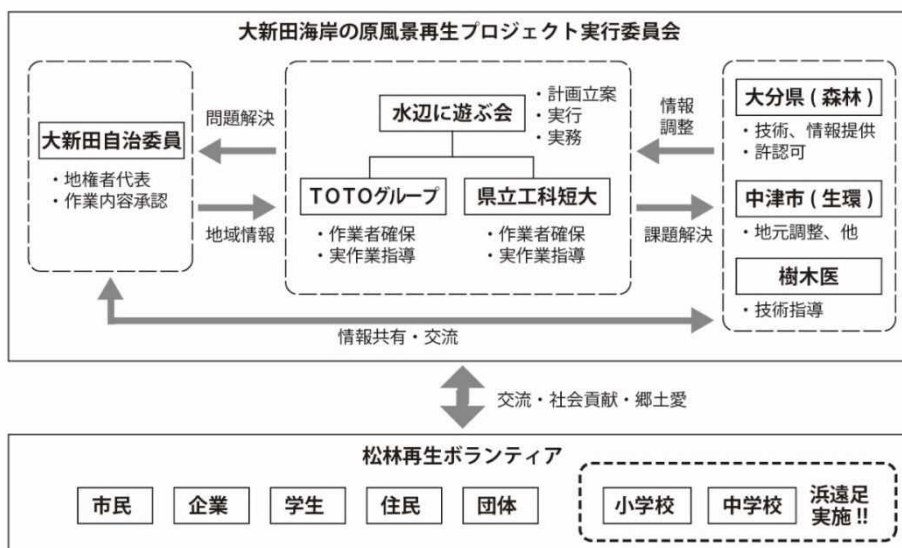 大新田海岸の原風景再生プロジェクト実行委員会
大新田自治委員
・地権者代表
・作業内容承認
問題解決
地域情報
水辺に遊ぶ会
・計画立案
・実行
・実務
TOTOグループ
・作業者確保
・実作業指導
県立工科短大
・作業者確保
・実作業指導
情報
調整
課題解決
大分県(森林)
・技術、情報提供
・許認可
中津市(生環)
・地元調整、他
樹木医
・技術指導
情報共有・交流
交流・社会貢献・郷土愛
松林再生ボランティア
市民
企業
学生
住民
団体
小学校
中学校
浜遠足
実施!!